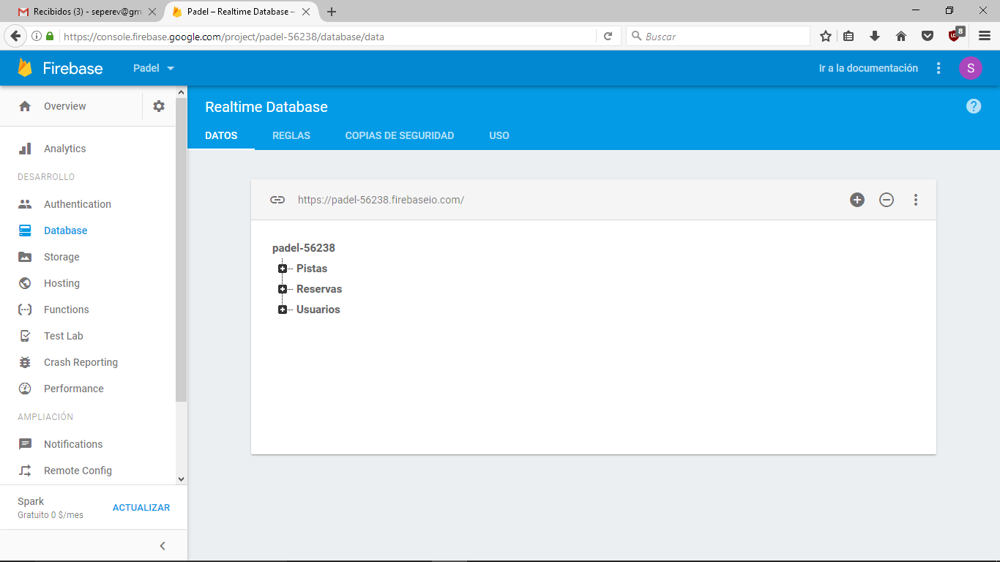 Recibidos (3) - seperev@gm
Padel – Realtime Database –
https://console.firebase.google.com/project/padel-56238/database/data
Buscar
8
Firebase
Padel
Ir a la documentación
S
Overview
Analytics
DESARROLLO
Authentication
Database
Storage
Hosting
Functions
Test Lab
Crash Reporting
Performance
AMPLIACIÓN
Notifications
Remote Config
Spark
Gratuito 0 $/mes
ACTUALIZAR
Realtime Database
?
DATOS REGLAS COPIAS DE SEGURIDAD USO
https://padel-56238.firebaseio.com/
padel-56238
Pistas
Reservas
Usuarios